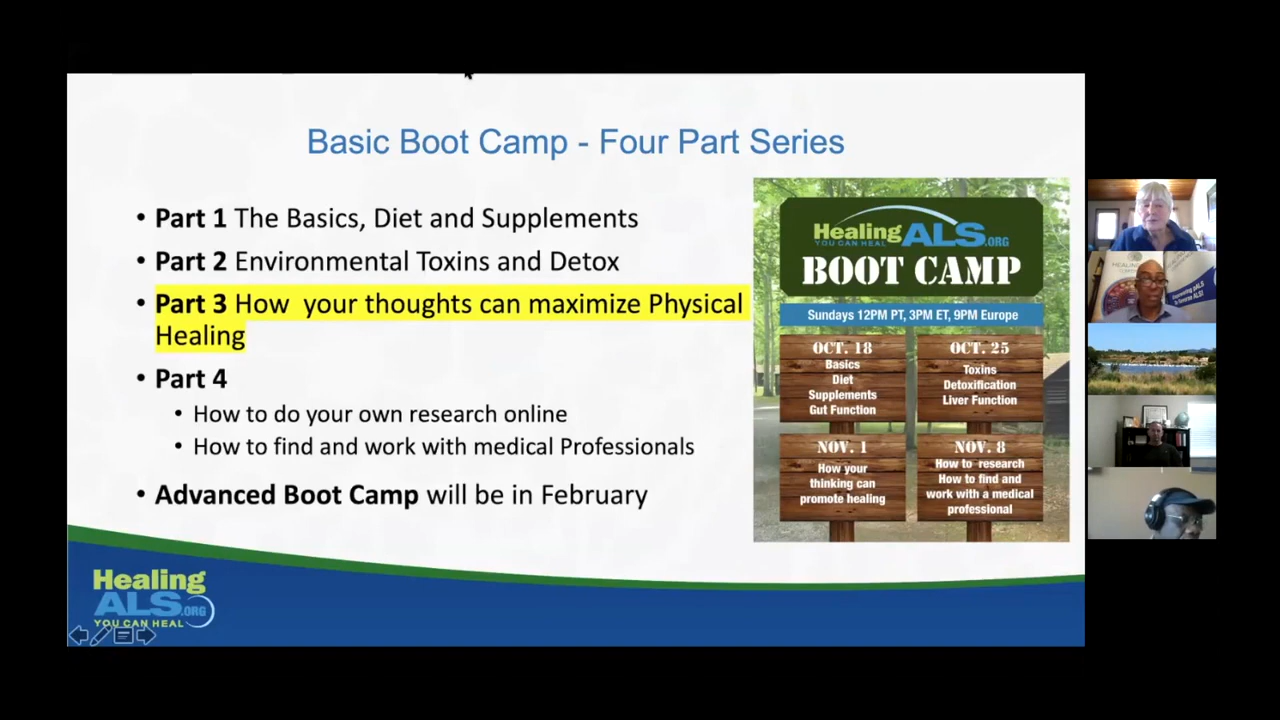 Basic Boot Camp - Four Part Series
• Part 1 The Basics, Diet and Supplements
• Part 2 Environmental Toxins and Detox
• Part 3 How  your thoughts can maximize Physical
Healing
• Part 4
• How to do your own research online
• How to find and work with medical Professionals
• Advanced Boot Camp will be in February
HealingALS.ORG
YOU CAN HEAL
BOOT CAMP
Sundays 12PM PT, 3PM ET, 9PM Europe
OCT. 18
Basics
Diet
Supplements
Gut Function
OCT. 25
Toxins
Detoxification
Liver Function
NOV. 1
How your
thinking can
promote healing
NOV. 8
How to research
How to find and
work with a medical
professional
Healing
ALS.ORG
YOU CAN HEAL